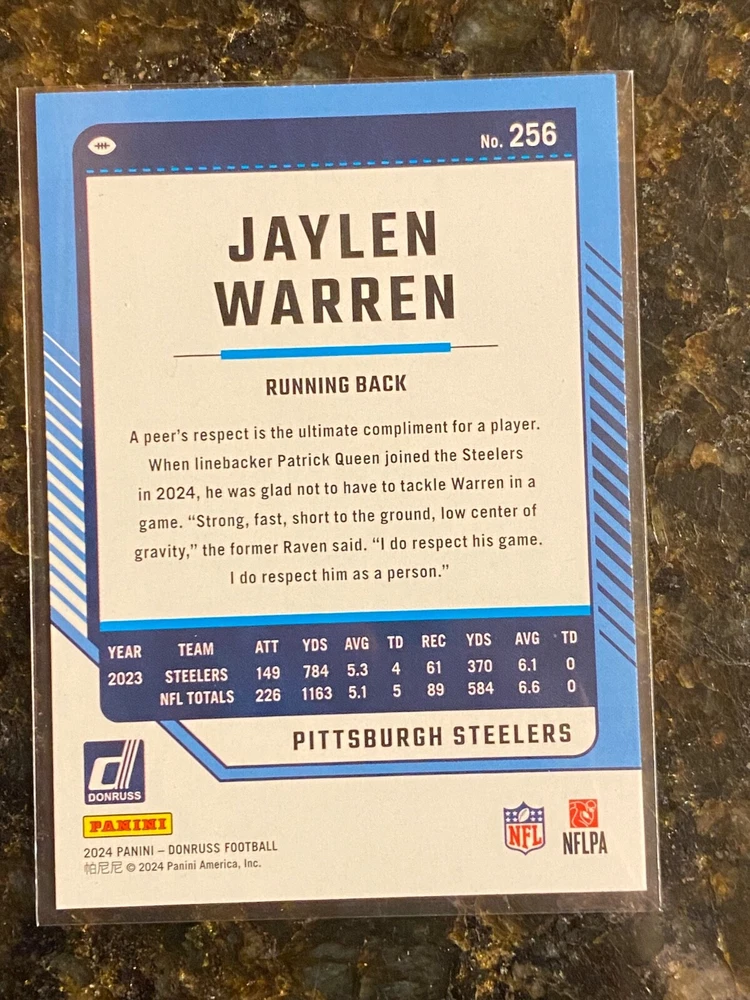 No. 256
JAYLEN
WARREN
RUNNING BACK
A peer's respect is the ultimate compliment for a player.
When linebacker Patrick Queen joined the Steelers
in 2024, he was glad not to have to tackle Warren in a
game. “Strong, fast, short to the ground, low center of
gravity,” the former Raven said. “I do respect his game.
I do respect him as a person.”
YEAR TEAM ATT YDS AVG TD REC YDS AVG TD
2023 STEELERS 149 784 5.3 4 61 370 6.1 0
NFL TOTALS 226 1163 5.1 5 89 584 6.6 0
PITTSBURGH STEELERS
d
DONRUSS
PANINI
2024 PANINI – DONRUSS FOOTBALL
帕尼尼 © 2024 Panini America, Inc.
NFL
NFLPA